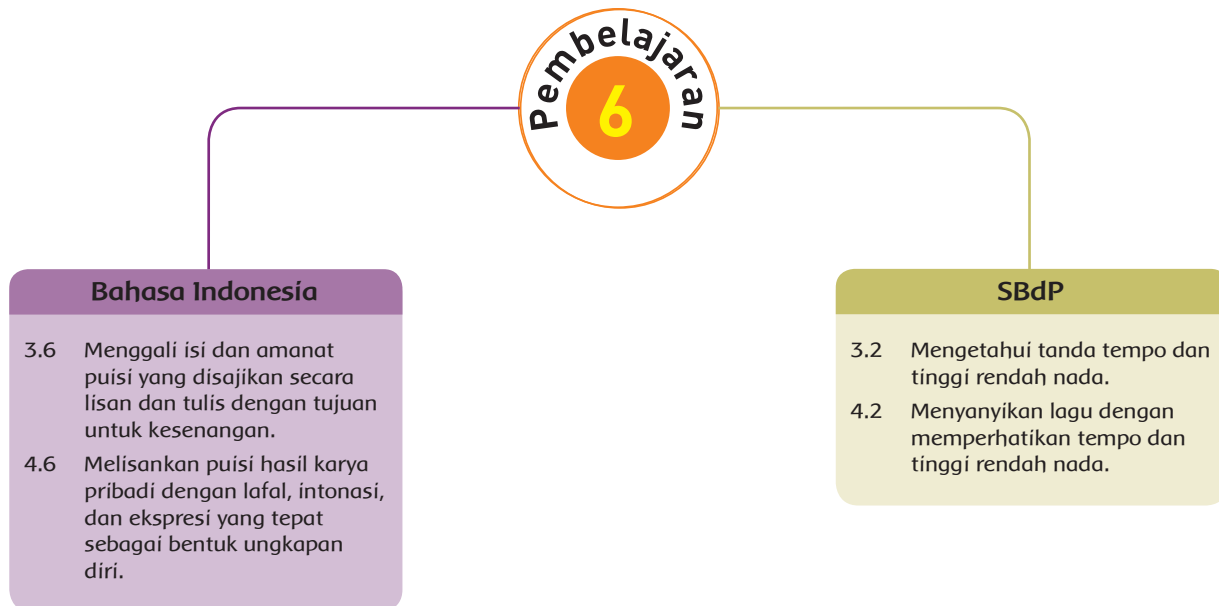 Pembelajaran
6
Bahasa Indonesia
3.6 Menggali isi dan amanat
puisi yang disajikan secara
lisan dan tulis dengan tujuan
untuk kesenangan.
4.6 Melisankan puisi hasil karya
pribadi dengan lafal, intonasi,
dan ekspresi yang tepat
sebagai bentuk ungkapan
diri.
SBdP
3.2 Mengetahui tanda tempo dan
tinggi rendah nada.
4.2 Menyanyikan lagu dengan
memperhatikan tempo dan
tinggi rendah nada.